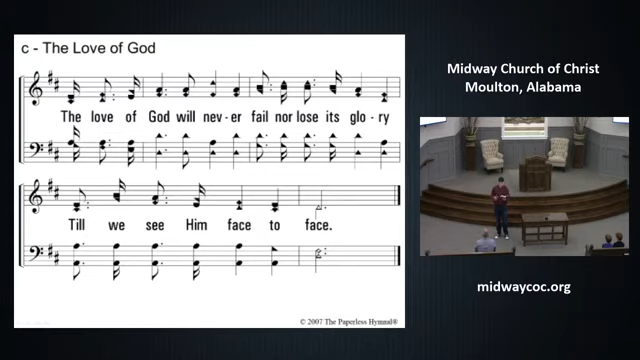 c - The Love of God
The love of God will nev - er fail nor lose its glo - ry
Till we see Him face to face.
© 2007 The Paperless Hymnal®
Midway Church of Christ
Moulton, Alabama
midwaycoc.org